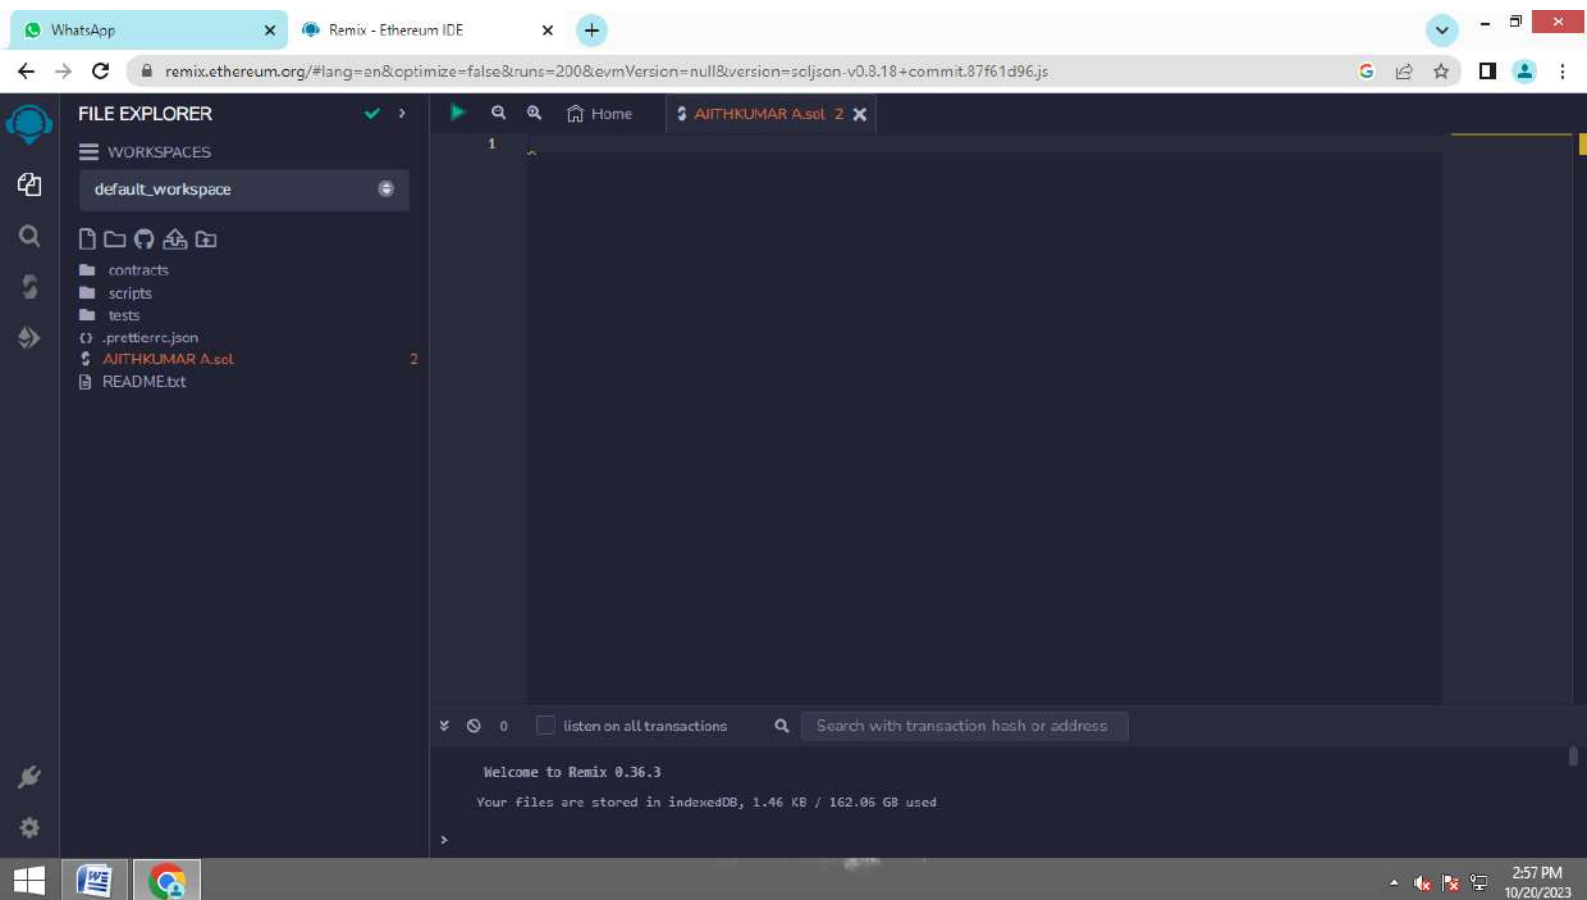 WhatsApp
Remix - Ethereum IDE
remix.ethereum.org/#lang=en&optimize=false&runs=200&evmVersion=null&version=soljson-v0.8.18+commit.87f61d96.js
FILE EXPLORER
WORKSPACES
default_workspace
contracts
scripts
tests
.prettierrc.json
AJITHKUMAR A.sol 2
README.txt
Home
AJITHKUMAR A.sol 2
1
0 listen on all transactions Search with transaction hash or address
Welcome to Remix 0.36.3
Your files are stored in indexedDB, 1.46 KB / 162.06 GB used
>
2:57 PM
10/20/2023